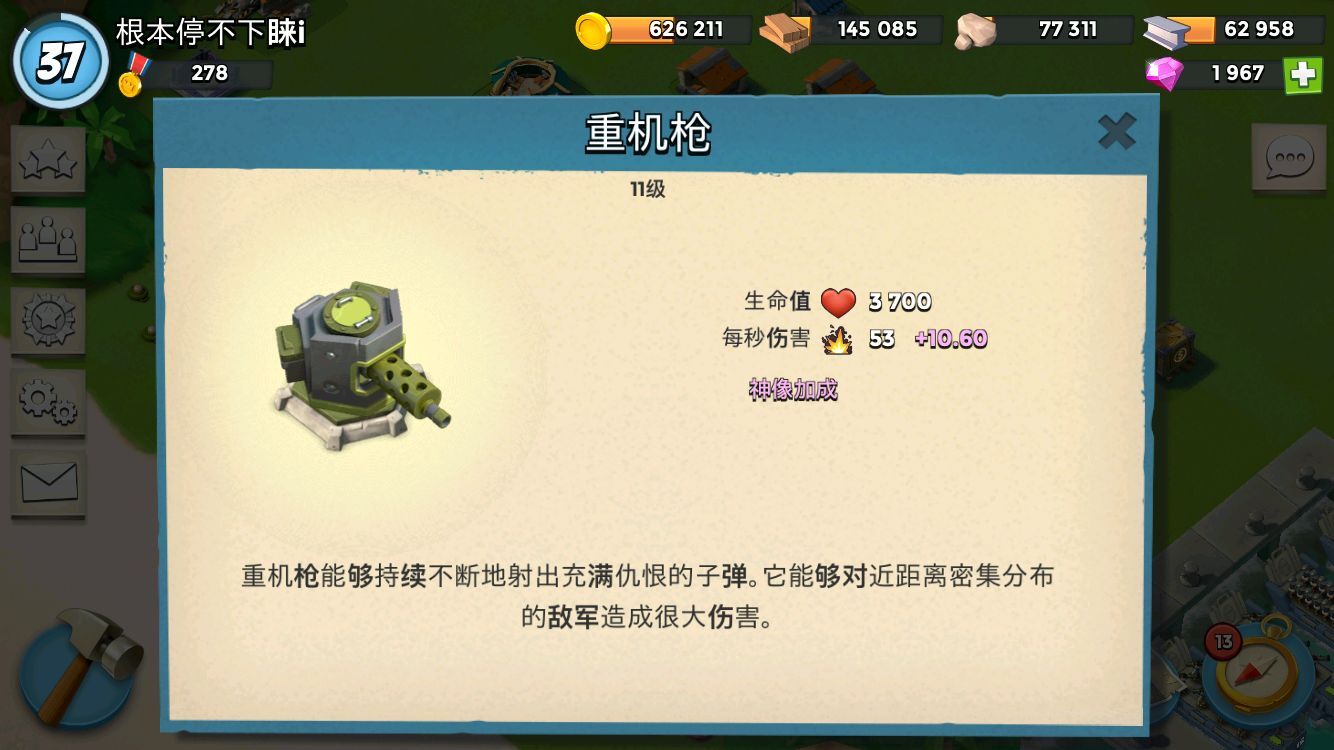 37
根本停不下睐i
278
626 211
145 085
77 311
62 958
1 967
重机枪
11级
生命值 3 700
每秒伤害 53 +10.60
神像加成
重机枪能够持续不断地射出充满仇恨的子弹。它能够对近距离密集分布
的敌军造成很大伤害。
13